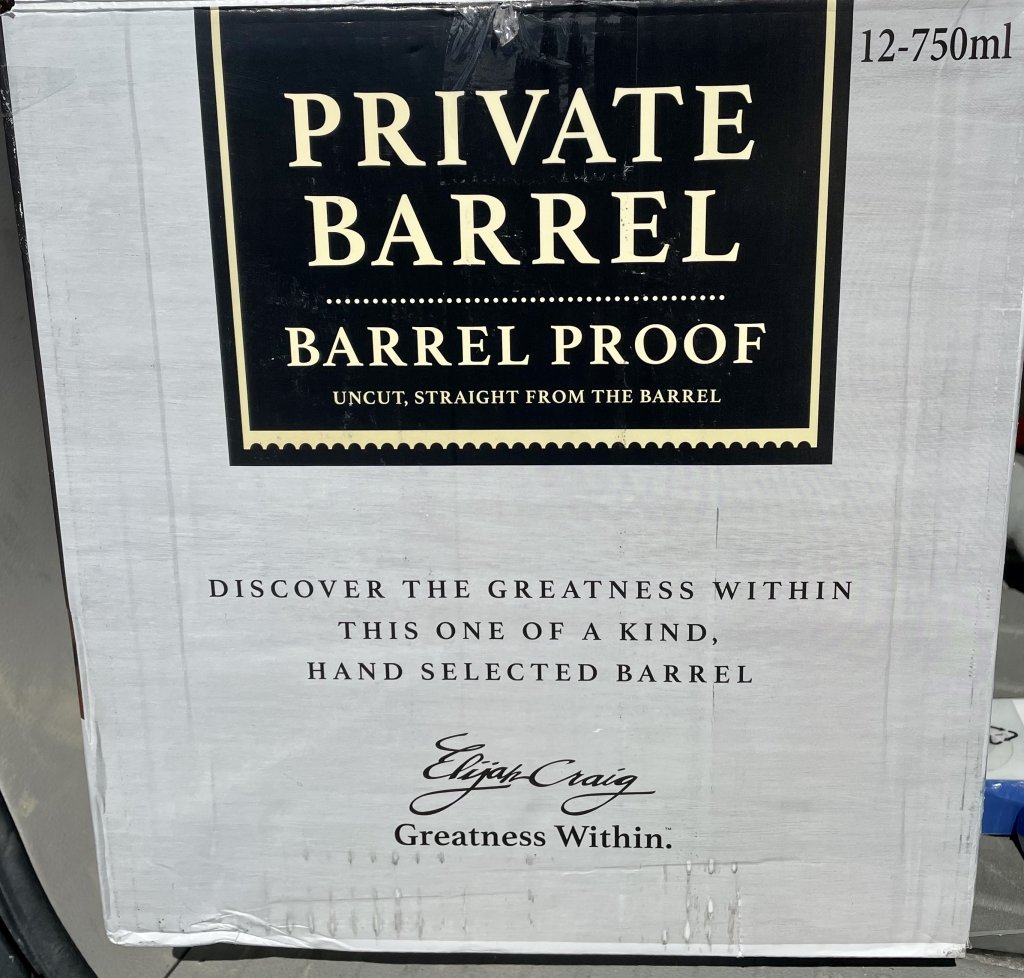 12-750ml
PRIVATE
BARREL
BARREL PROOF
UNCUT, STRAIGHT FROM THE BARREL
DISCOVER THE GREATNESS WITHIN
THIS ONE OF A KIND,
HAND SELECTED BARREL
Elijah Craig
Greatness Within.™